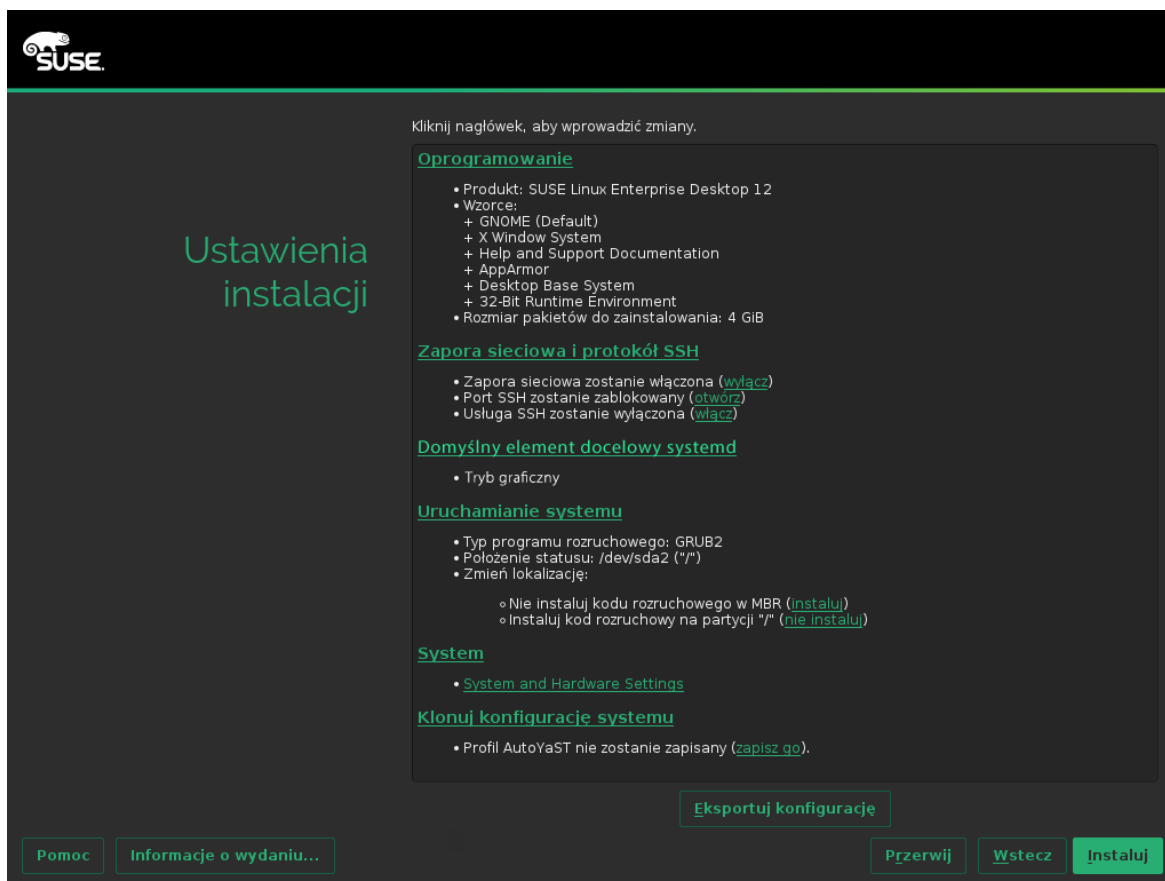 SUSE.
Kliknij nagłówek, aby wprowadzić zmiany.
Ustawienia
instalacji
Oprogramowanie
• Produkt: SUSE Linux Enterprise Desktop 12
• Wzorce:
+ GNOME (Default)
+ X Window System
+ Help and Support Documentation
+ AppArmor
+ Desktop Base System
+ 32-Bit Runtime Environment
• Rozmiar pakietów do zainstalowania: 4 GiB
Zapora sieciowa i protokół SSH
• Zapora sieciowa zostanie włączona (wyłącz)
• Port SSH zostanie zablokowany (otwórz)
• Usługa SSH zostanie wyłączona (włącz)
Domyślny element docelowy systemd
• Tryb graficzny
Uruchamianie systemu
• Typ programu rozruchowego: GRUB2
• Położenie statusu: /dev/sda2 ("/")
• Zmień lokalizację:
◦ Nie instaluj kodu rozruchowego w MBR (instaluj)
◦ Instaluj kod rozruchowy na partycji "/" (nie instaluj)
System
• System and Hardware Settings
Klonuj konfigurację systemu
• Profil AutoYaST nie zostanie zapisany (zapisz go).
Eksportuj konfigurację
Pomoc
Informacje o wydaniu...
Przerwij
Wstecz
Instaluj